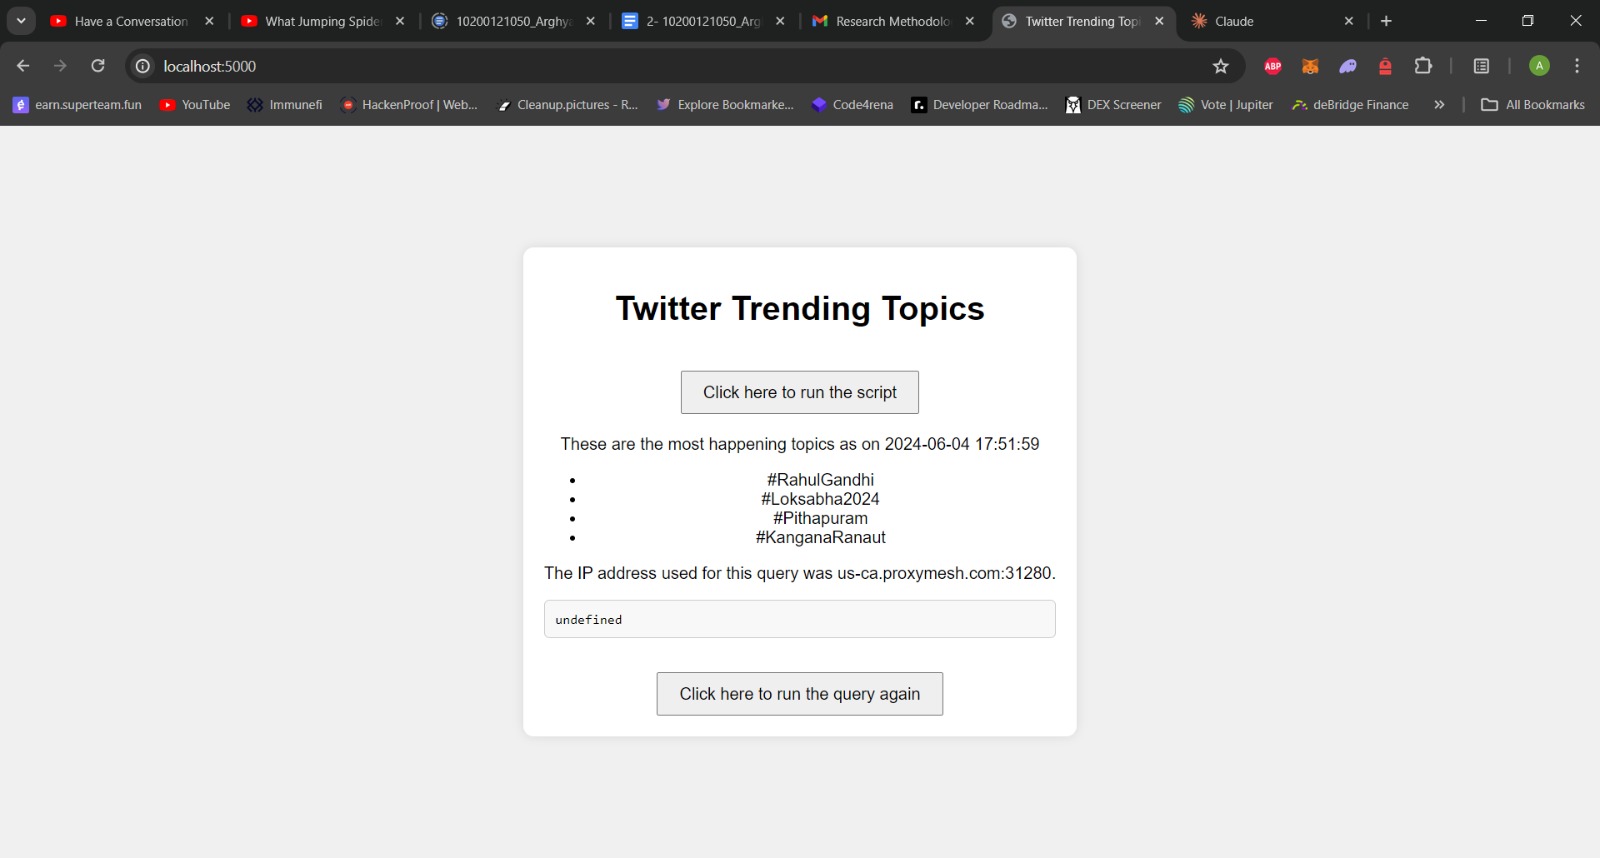 Have a Conversation
What Jumping Spide
10200121050_Arghya
2- 10200121050_Arg
Research Methodolo
Twitter Trending Topi
Claude
localhost:5000
ABP
A
earn.superteam.fun
YouTube
Immunefi
HackenProof | Web...
Cleanup.pictures - R...
Explore Bookmarke...
Code4rena
r.
Developer Roadma...
DEX Screener
Vote | Jupiter
deBridge Finance
»
All Bookmarks
Twitter Trending Topics
Click here to run the script
These are the most happening topics as on 2024-06-04 17:51:59
• #RahulGandhi
• #Loksabha2024
• #Pithapuram
• #KanganaRanaut
The IP address used for this query was us-ca.proxymesh.com:31280.
undefined
Click here to run the query again